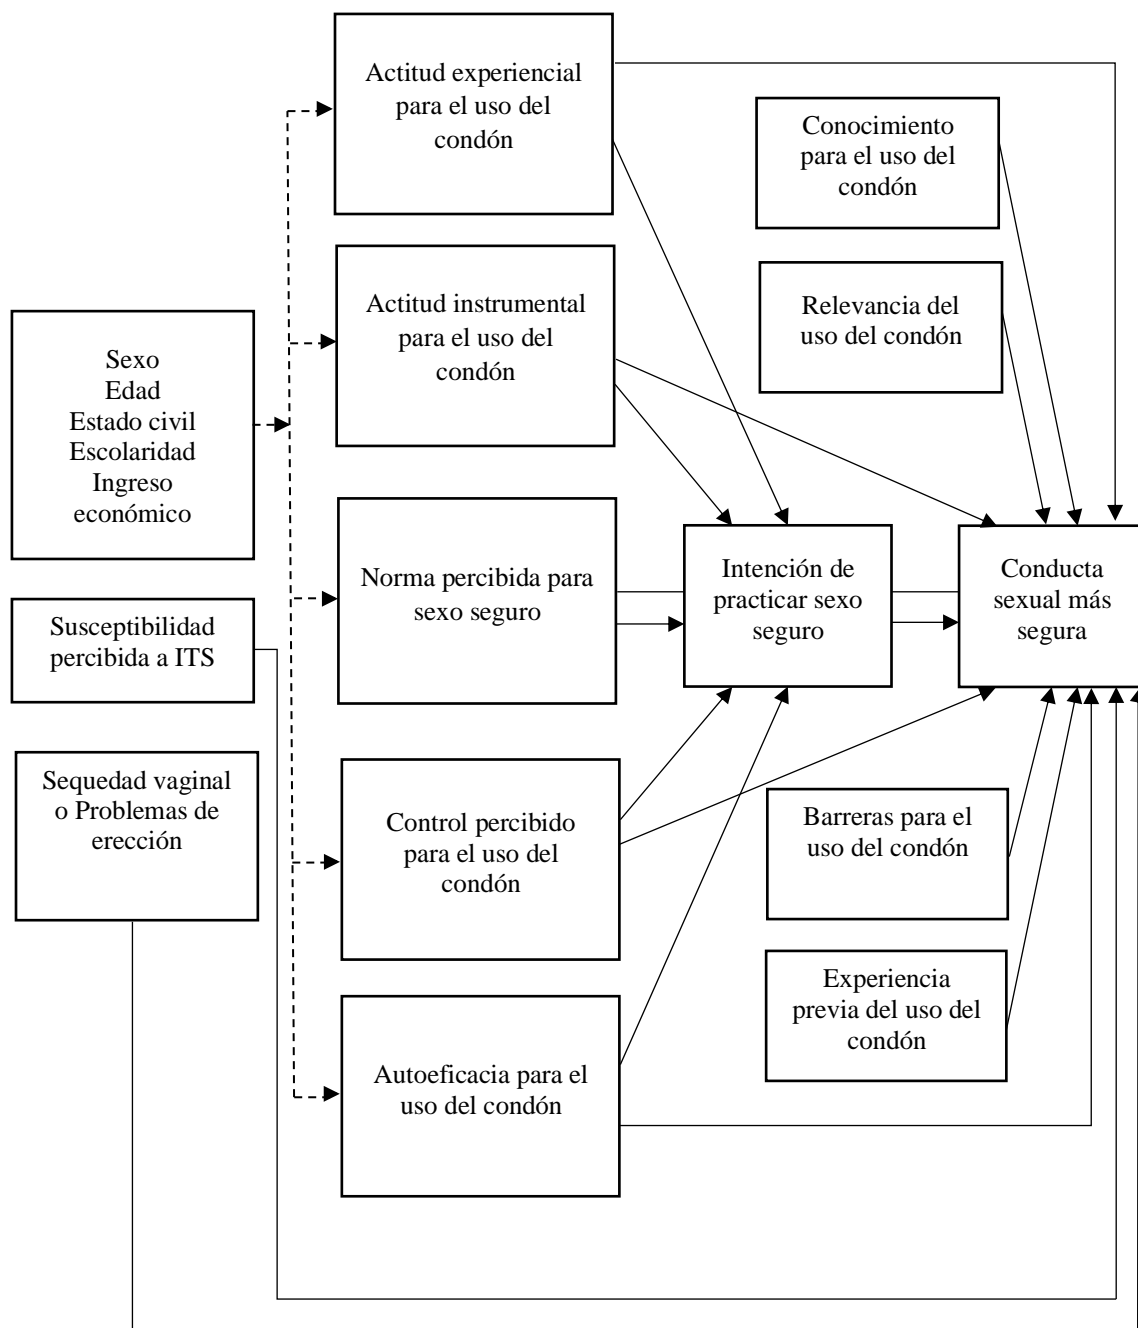 Actitud experiencial
para el uso del
condón
Conocimiento
para el uso del
condón
Actitud instrumental
para el uso del
condón
Relevancia del
uso del condón
Sexo
Edad
Estado civil
Escolaridad
Ingreso
económico
Norma percibida para
sexo seguro
Intención de
practicar sexo
seguro
Conducta
sexual más
segura
Susceptibilidad
percibida a ITS
Sequedad vaginal
o Problemas de
erección
Control percibido
para el uso del
condón
Barreras para el
uso del condón
Experiencia
previa del uso del
condón
Autoeficacia para el
uso del condón